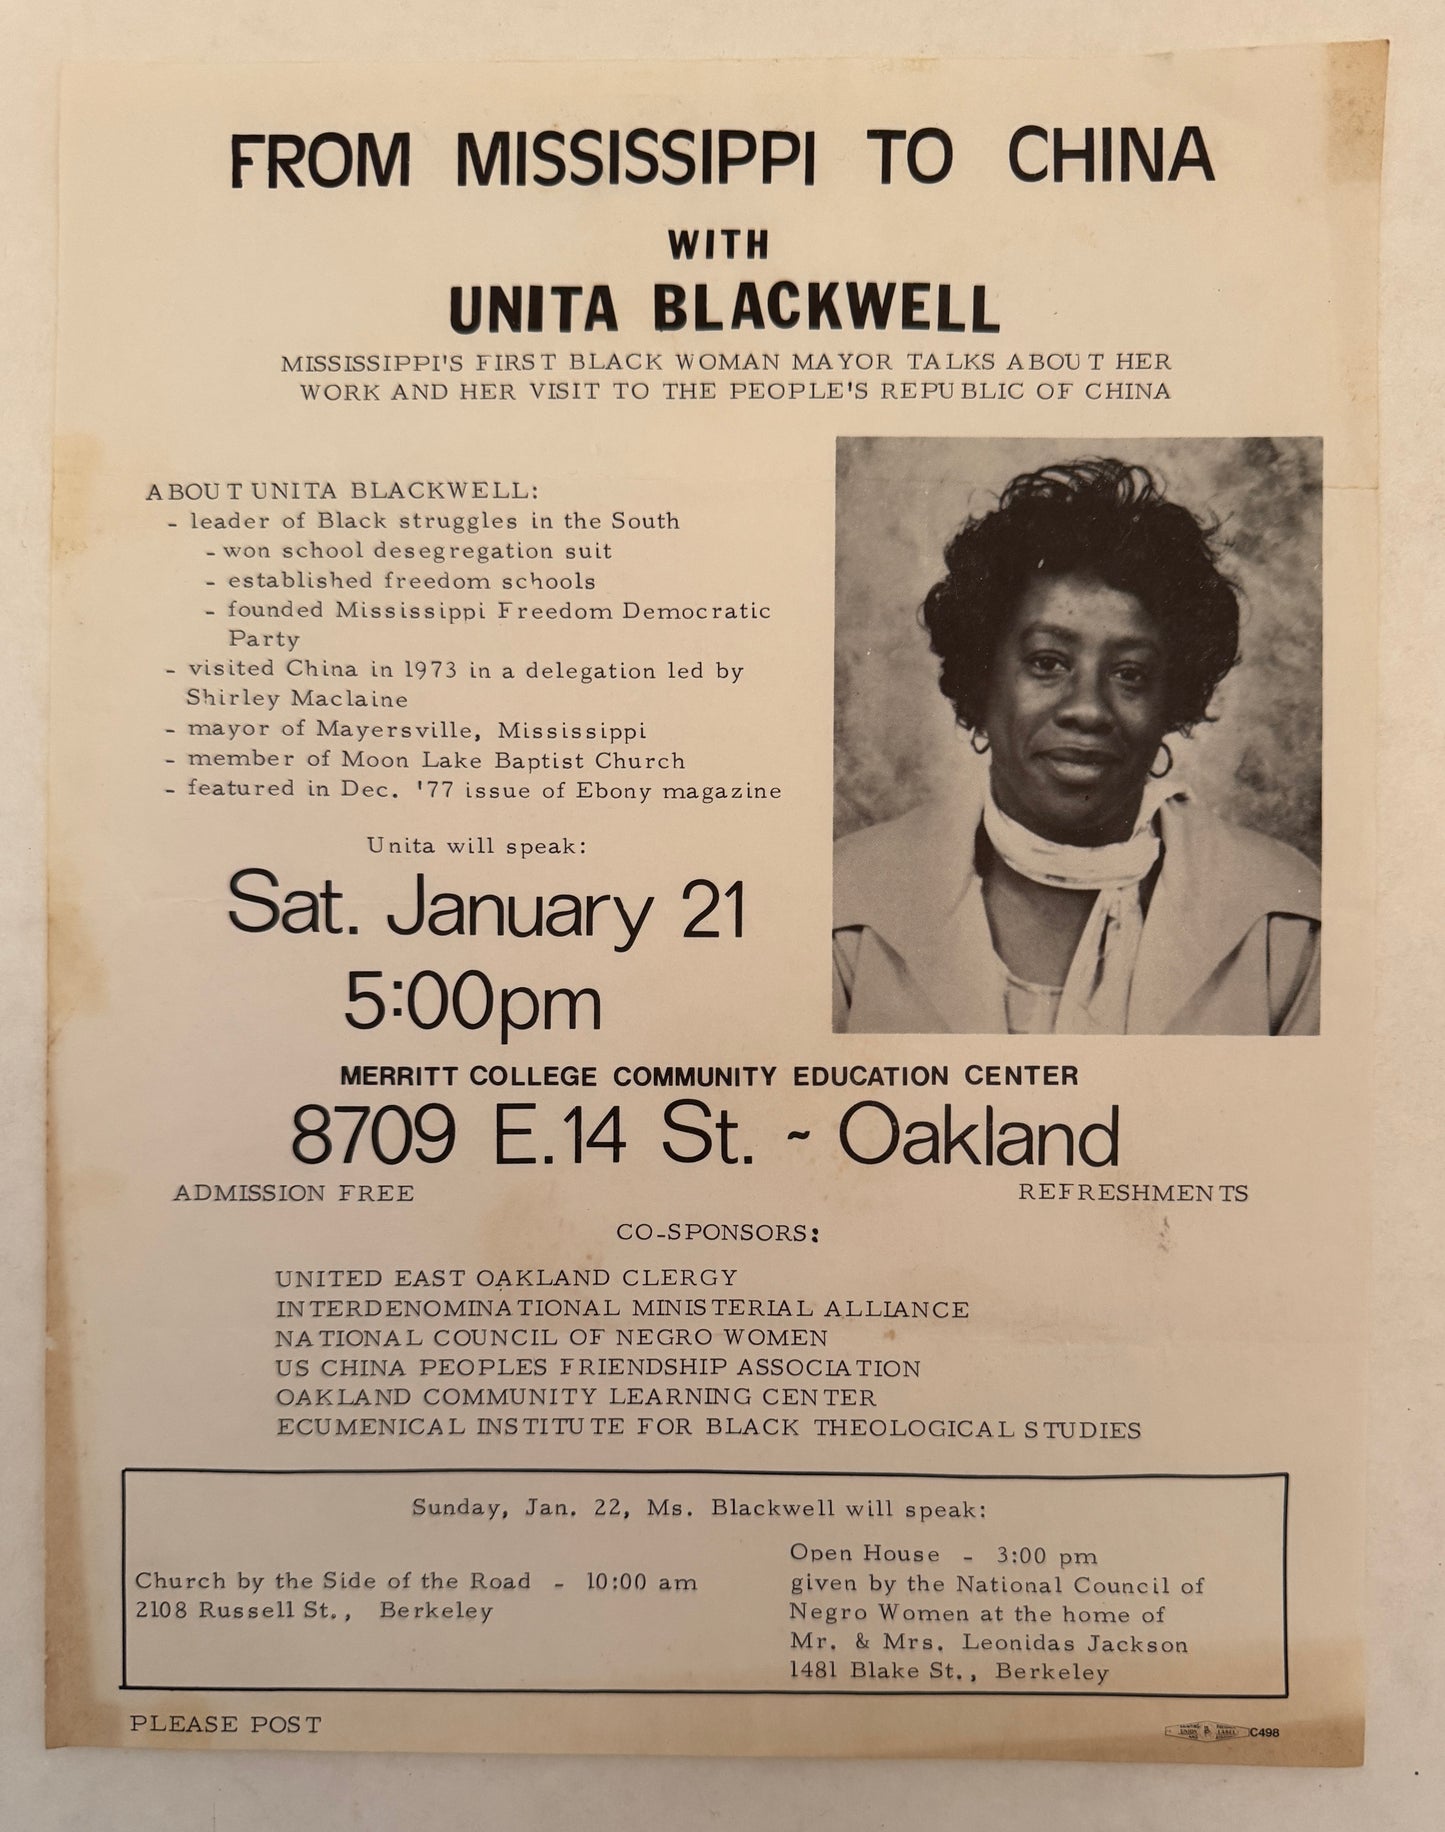 FROM MISSISSIPPI TO CHINA
WITH
UNITA BLACKWELL
MISSISSIPPI'S FIRST BLACK WOMAN MAYOR TALKS ABOUT HER
WORK AND HER VISIT TO THE PEOPLE'S REPUBLIC OF CHINA
ABOUT UNITA BLACKWELL:
- leader of Black struggles in the South
- won school desegregation suit
- established freedom schools
- founded Mississippi Freedom Democratic
Party
- visited China in 1973 in a delegation led by
Shirley Maclaine
- mayor of Mayersville, Mississippi
- member of Moon Lake Baptist Church
- featured in Dec. '77 issue of Ebony magazine
Unita will speak:
Sat. January 21
5:00pm
MERRITT COLLEGE COMMUNITY EDUCATION CENTER
8709 E.14 St. ~ Oakland
ADMISSION FREE
REFRESHMENTS
CO-SPONSORS:
UNITED EAST OAKLAND CLERGY
INTERDENOMINATIONAL MINISTERIAL ALLIANCE
NATIONAL COUNCIL OF NEGRO WOMEN
US CHINA PEOPLES FRIENDSHIP ASSOCIATION
OAKLAND COMMUNITY LEARNING CENTER
ECUMENICAL INSTITUTE FOR BLACK THEOLOGICAL STUDIES
Sunday, Jan. 22, Ms. Blackwell will speak:
Church by the Side of the Road - 10:00 am
2108 Russell St., Berkeley
Open House - 3:00 pm
given by the National Council of
Negro Women at the home of
Mr. & Mrs. Leonidas Jackson
1481 Blake St., Berkeley
PLEASE POST
UNION LABEL C498